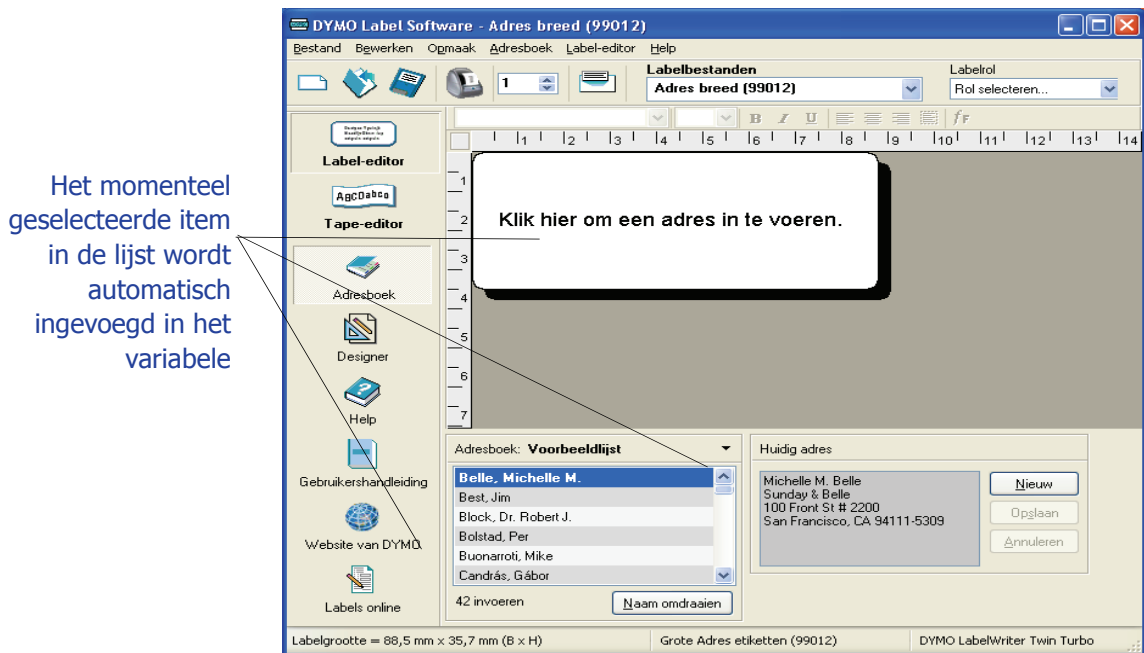 DYMO Label Software - Adres breed (99012)
Bestand Bewerken Opmaak Adresboek Label-editor Help
1
Labelbestanden
Adres breed (99012)
Labelrol
Rol selecteren...
B I U
1 2 3 4 5 6 7 8 9 10 11 12 13 14
Label-editor
ABCDabcd
Tape-editor
Adresboek
Designer
Help
Gebruikershandleiding
Website van DYMO.
Labels online
1
2
3
4
5
6
7
Klik hier om een adres in te voeren.
Het momenteel
geselecteerde item
in de lijst wordt
automatisch
ingevoegd in het
variabele
Adresboek: Voorbeeldlijst
Belle, Michelle M.
Best, Jim
Block, Dr. Robert J.
Bolstad, Per
Buonarroti, Mike
Candrás, Gábor
42 invoeren
Naam omdraaien
Huidig adres
Michelle M. Belle
Sunday & Belle
100 Front St # 2200
San Francisco, CA 94111-5309
Nieuw
Opslaan
Annuleren
Labelgrootte = 88,5 mm x 35,7 mm (B x H)
Grote Adres etiketten (99012)
DYMO LabelWriter Twin Turbo